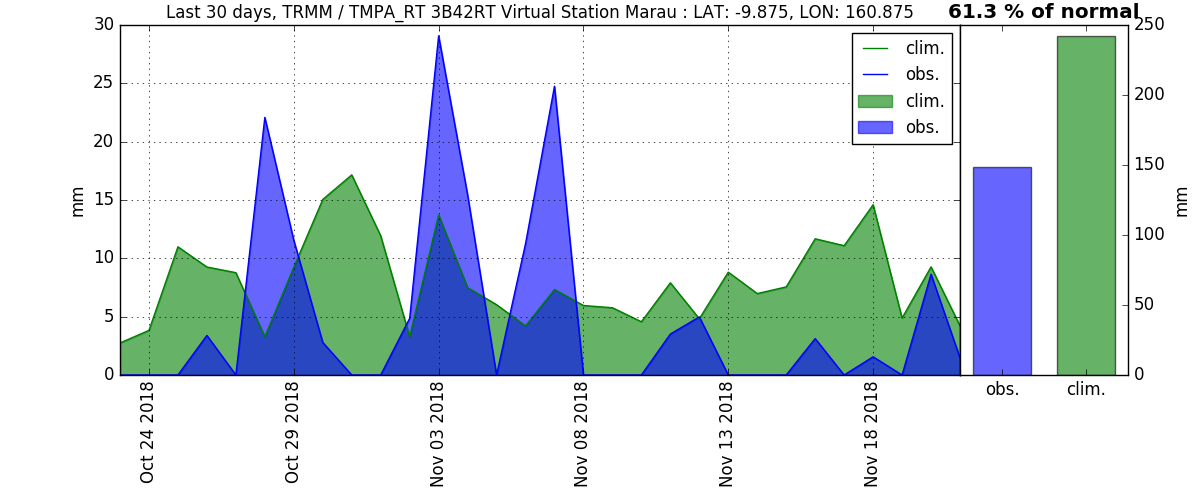 Last 30 days, TRMM / TMPA_RT 3B42RT Virtual Station Marau : LAT: -9.875, LON: 160.875
61.3 % of normal
30
25
20
15
10
5
0
mm
clim.
obs.
clim.
obs.
Oct 24 2018
Oct 29 2018
Nov 03 2018
Nov 08 2018
Nov 13 2018
Nov 18 2018
250
200
150
100
50
0
mm
obs.
clim.